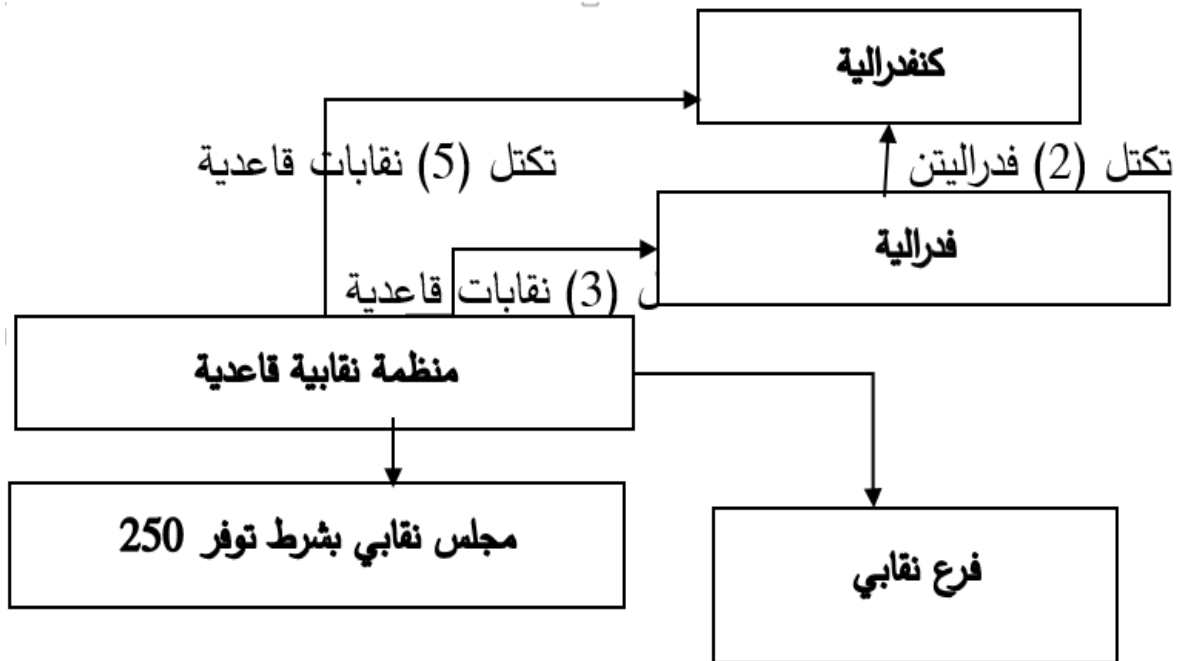 كنفدرالية
تكتل (2) فدراليتن
تكتل (5) نقابات قاعدية
فدرالية
(3) نقابات قاعدية
منظمة نقابية قاعدية
مجلس نقابي بشرط توفر 250
فرع نقابي